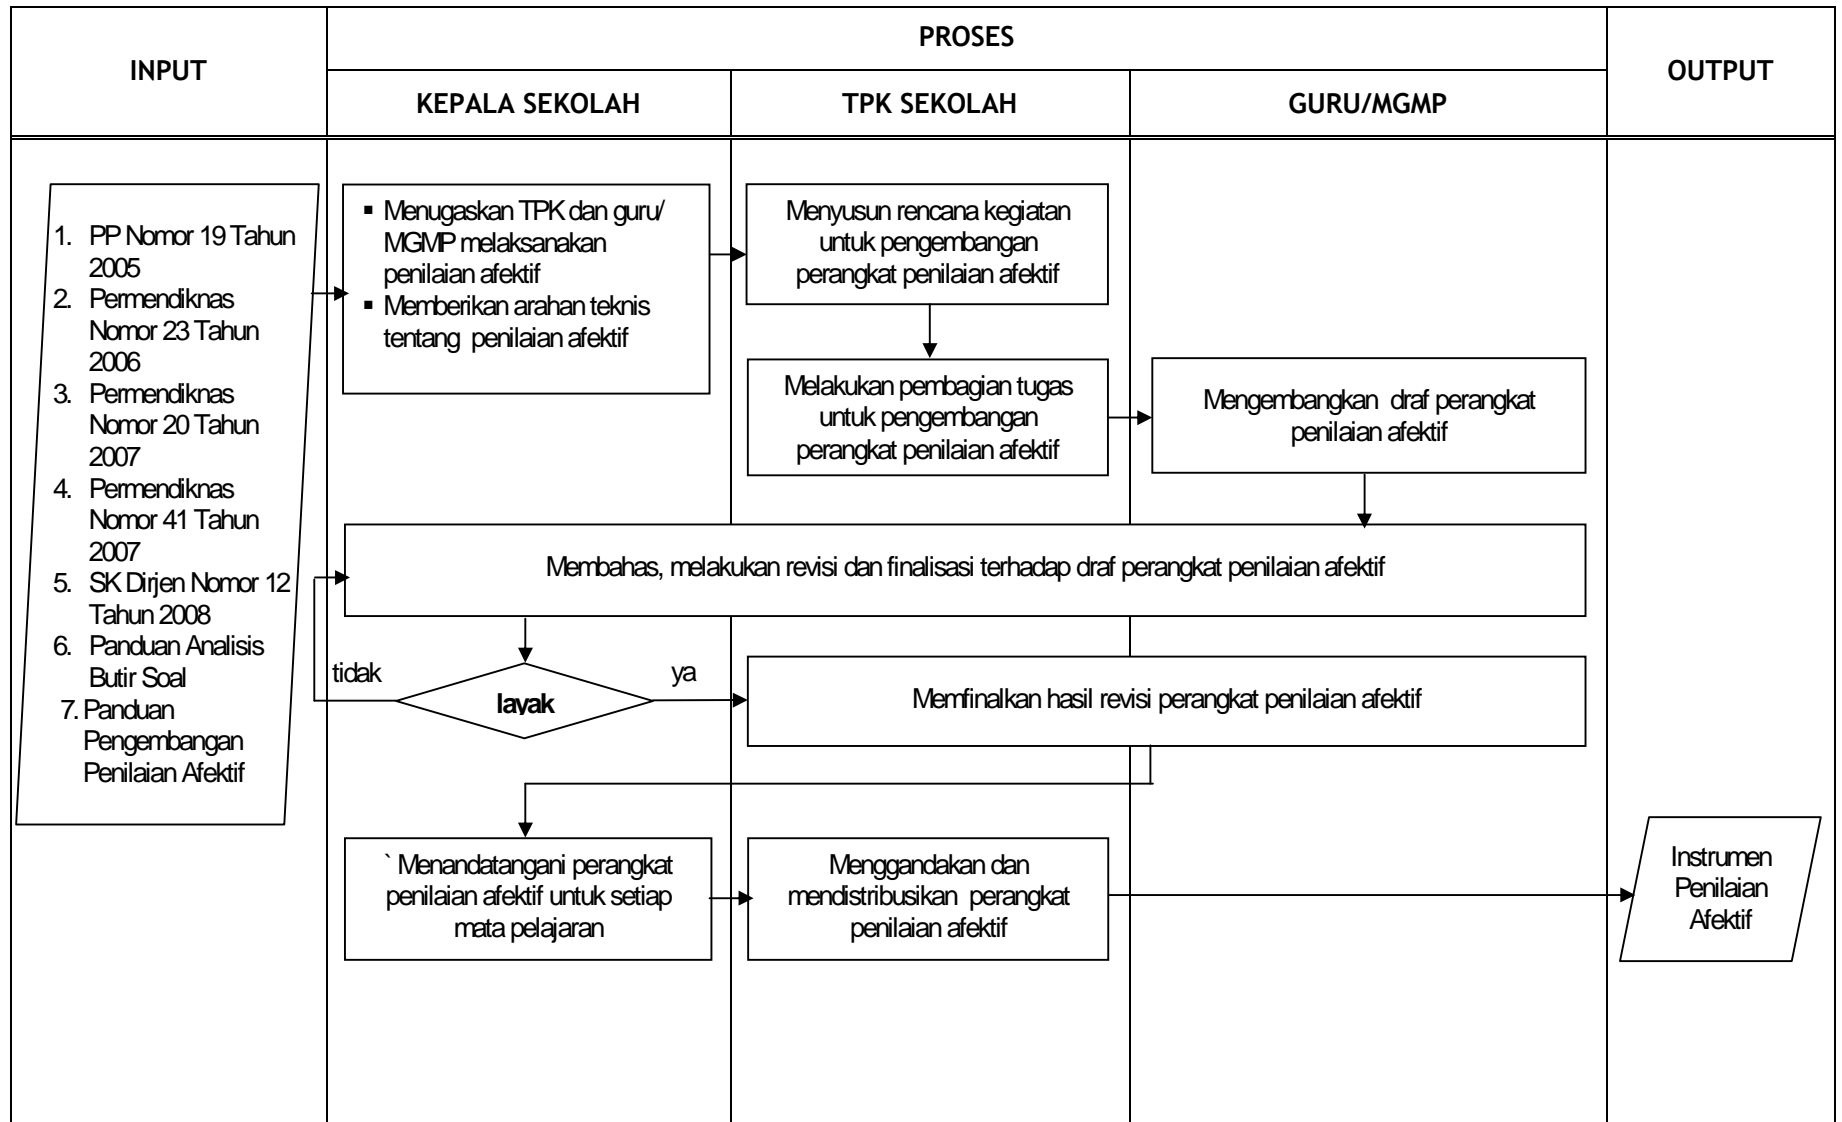 INPUT
PROSES
OUTPUT
KEPALA SEKOLAH
TPK SEKOLAH
GURU/MGMP
1. PP Nomor 19 Tahun
2005
2. Permendiknas
Nomor 23 Tahun
2006
3. Permendiknas
Nomor 20 Tahun
2007
4. Permendiknas
Nomor 41 Tahun
2007
5. SK Dirjen Nomor 12
Tahun 2008
6. Panduan Analisis
Butir Soal
7. Panduan
Pengembangan
Penilaian Afektif
▪ Menugaskan TPK dan guru/
MGMP melaksanakan
penilaian afektif
▪ Memberikan arahan teknis
tentang penilaian afektif
Menyusun rencana kegiatan
untuk pengembangan
perangkat penilaian afektif
Melakukan pembagian tugas
untuk pengembangan
perangkat penilaian afektif
Mengembangkan draf perangkat
penilaian afektif
Membahas, melakukan revisi dan finalisasi terhadap draf perangkat penilaian afektif
tidak
layak
ya
Memfinalkan hasil revisi perangkat penilaian afektif
` Menandatangani perangkat
penilaian afektif untuk setiap
mata pelajaran
Menggandakan dan
mendistribusikan perangkat
penilaian afektif
Instrumen
Penilaian
Afektif